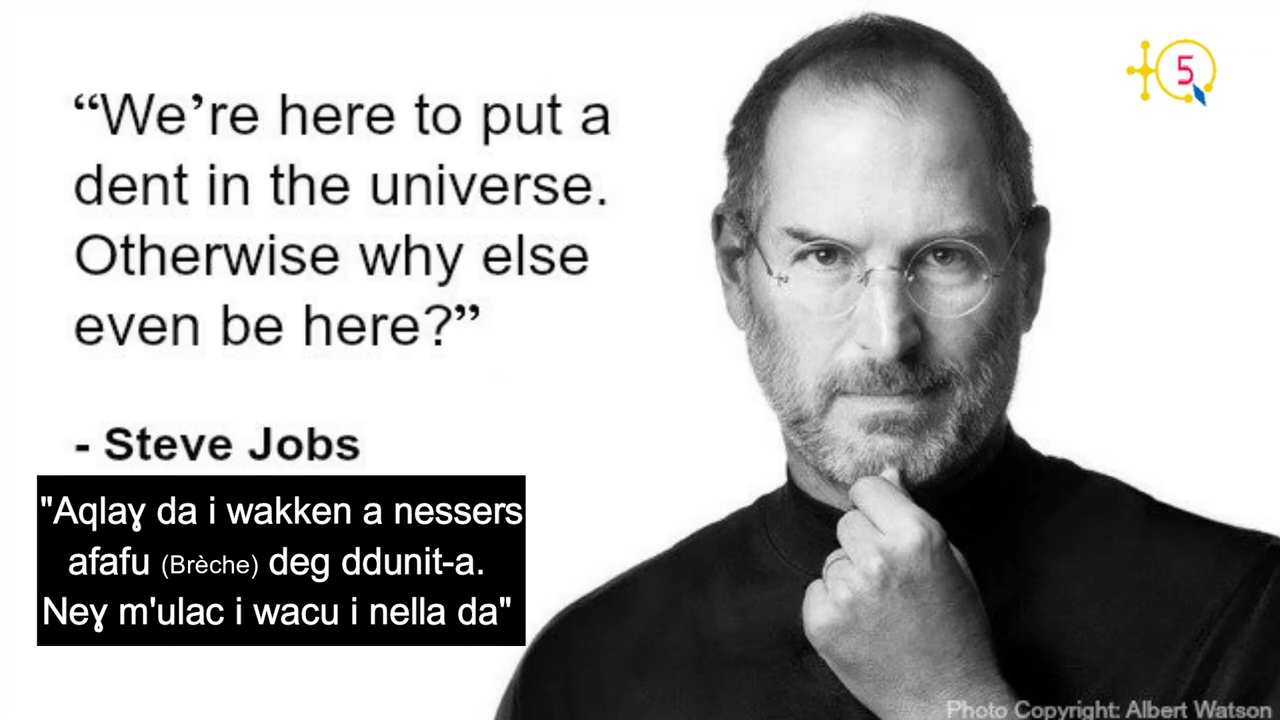 “We’re here to put a
dent in the universe.
Otherwise why else
even be here?”
- Steve Jobs
"Aqlaɣ da i wakken a nessers
afafu (Brèche) deg ddunit-a.
Neɣ m'ulac i wacu i nella da"
5
Photo Copyright: Albert Watson